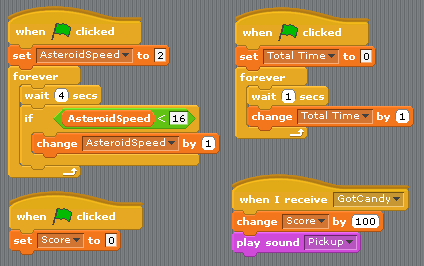 when clicked
set AsteroidSpeed to 2
forever
wait 4 secs
if AsteroidSpeed < 16
change AsteroidSpeed by 1
when clicked
set Score to 0
when clicked
set Total Time to 0
forever
wait 1 secs
change Total Time by 1
when I receive GotCandy
change Score by 100
play sound Pickup